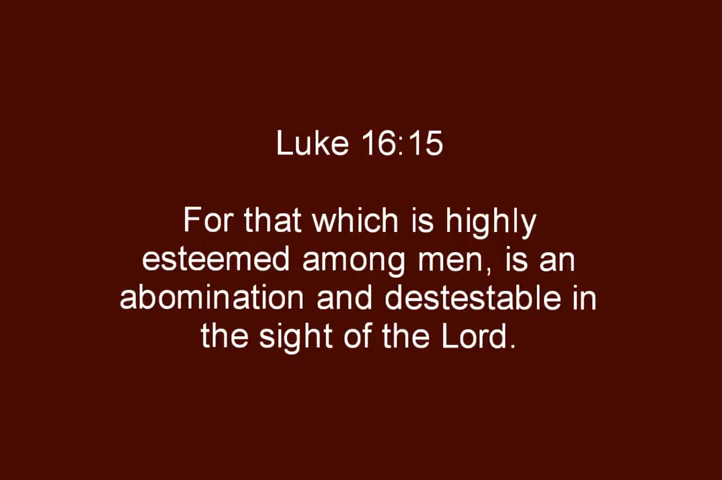 Luke 16:15
For that which is highly
esteemed among men, is an
abomination and destestable in
the sight of the Lord.